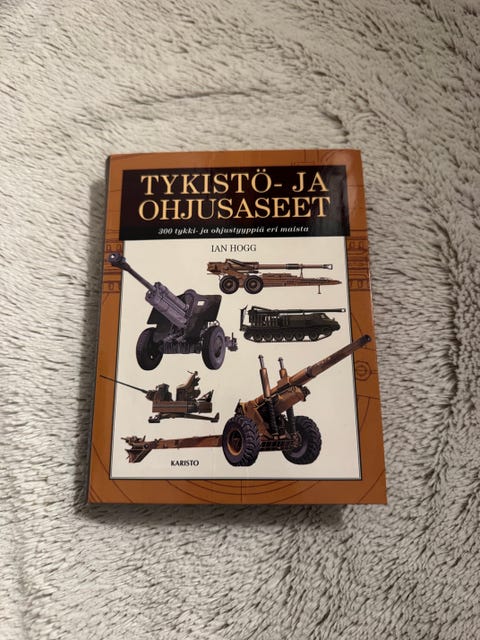 TYKISTÖ- JA
OHJUSASEET
300 tykki- ja ohjustyyppiä eri maista
IAN HOGG
KARISTO